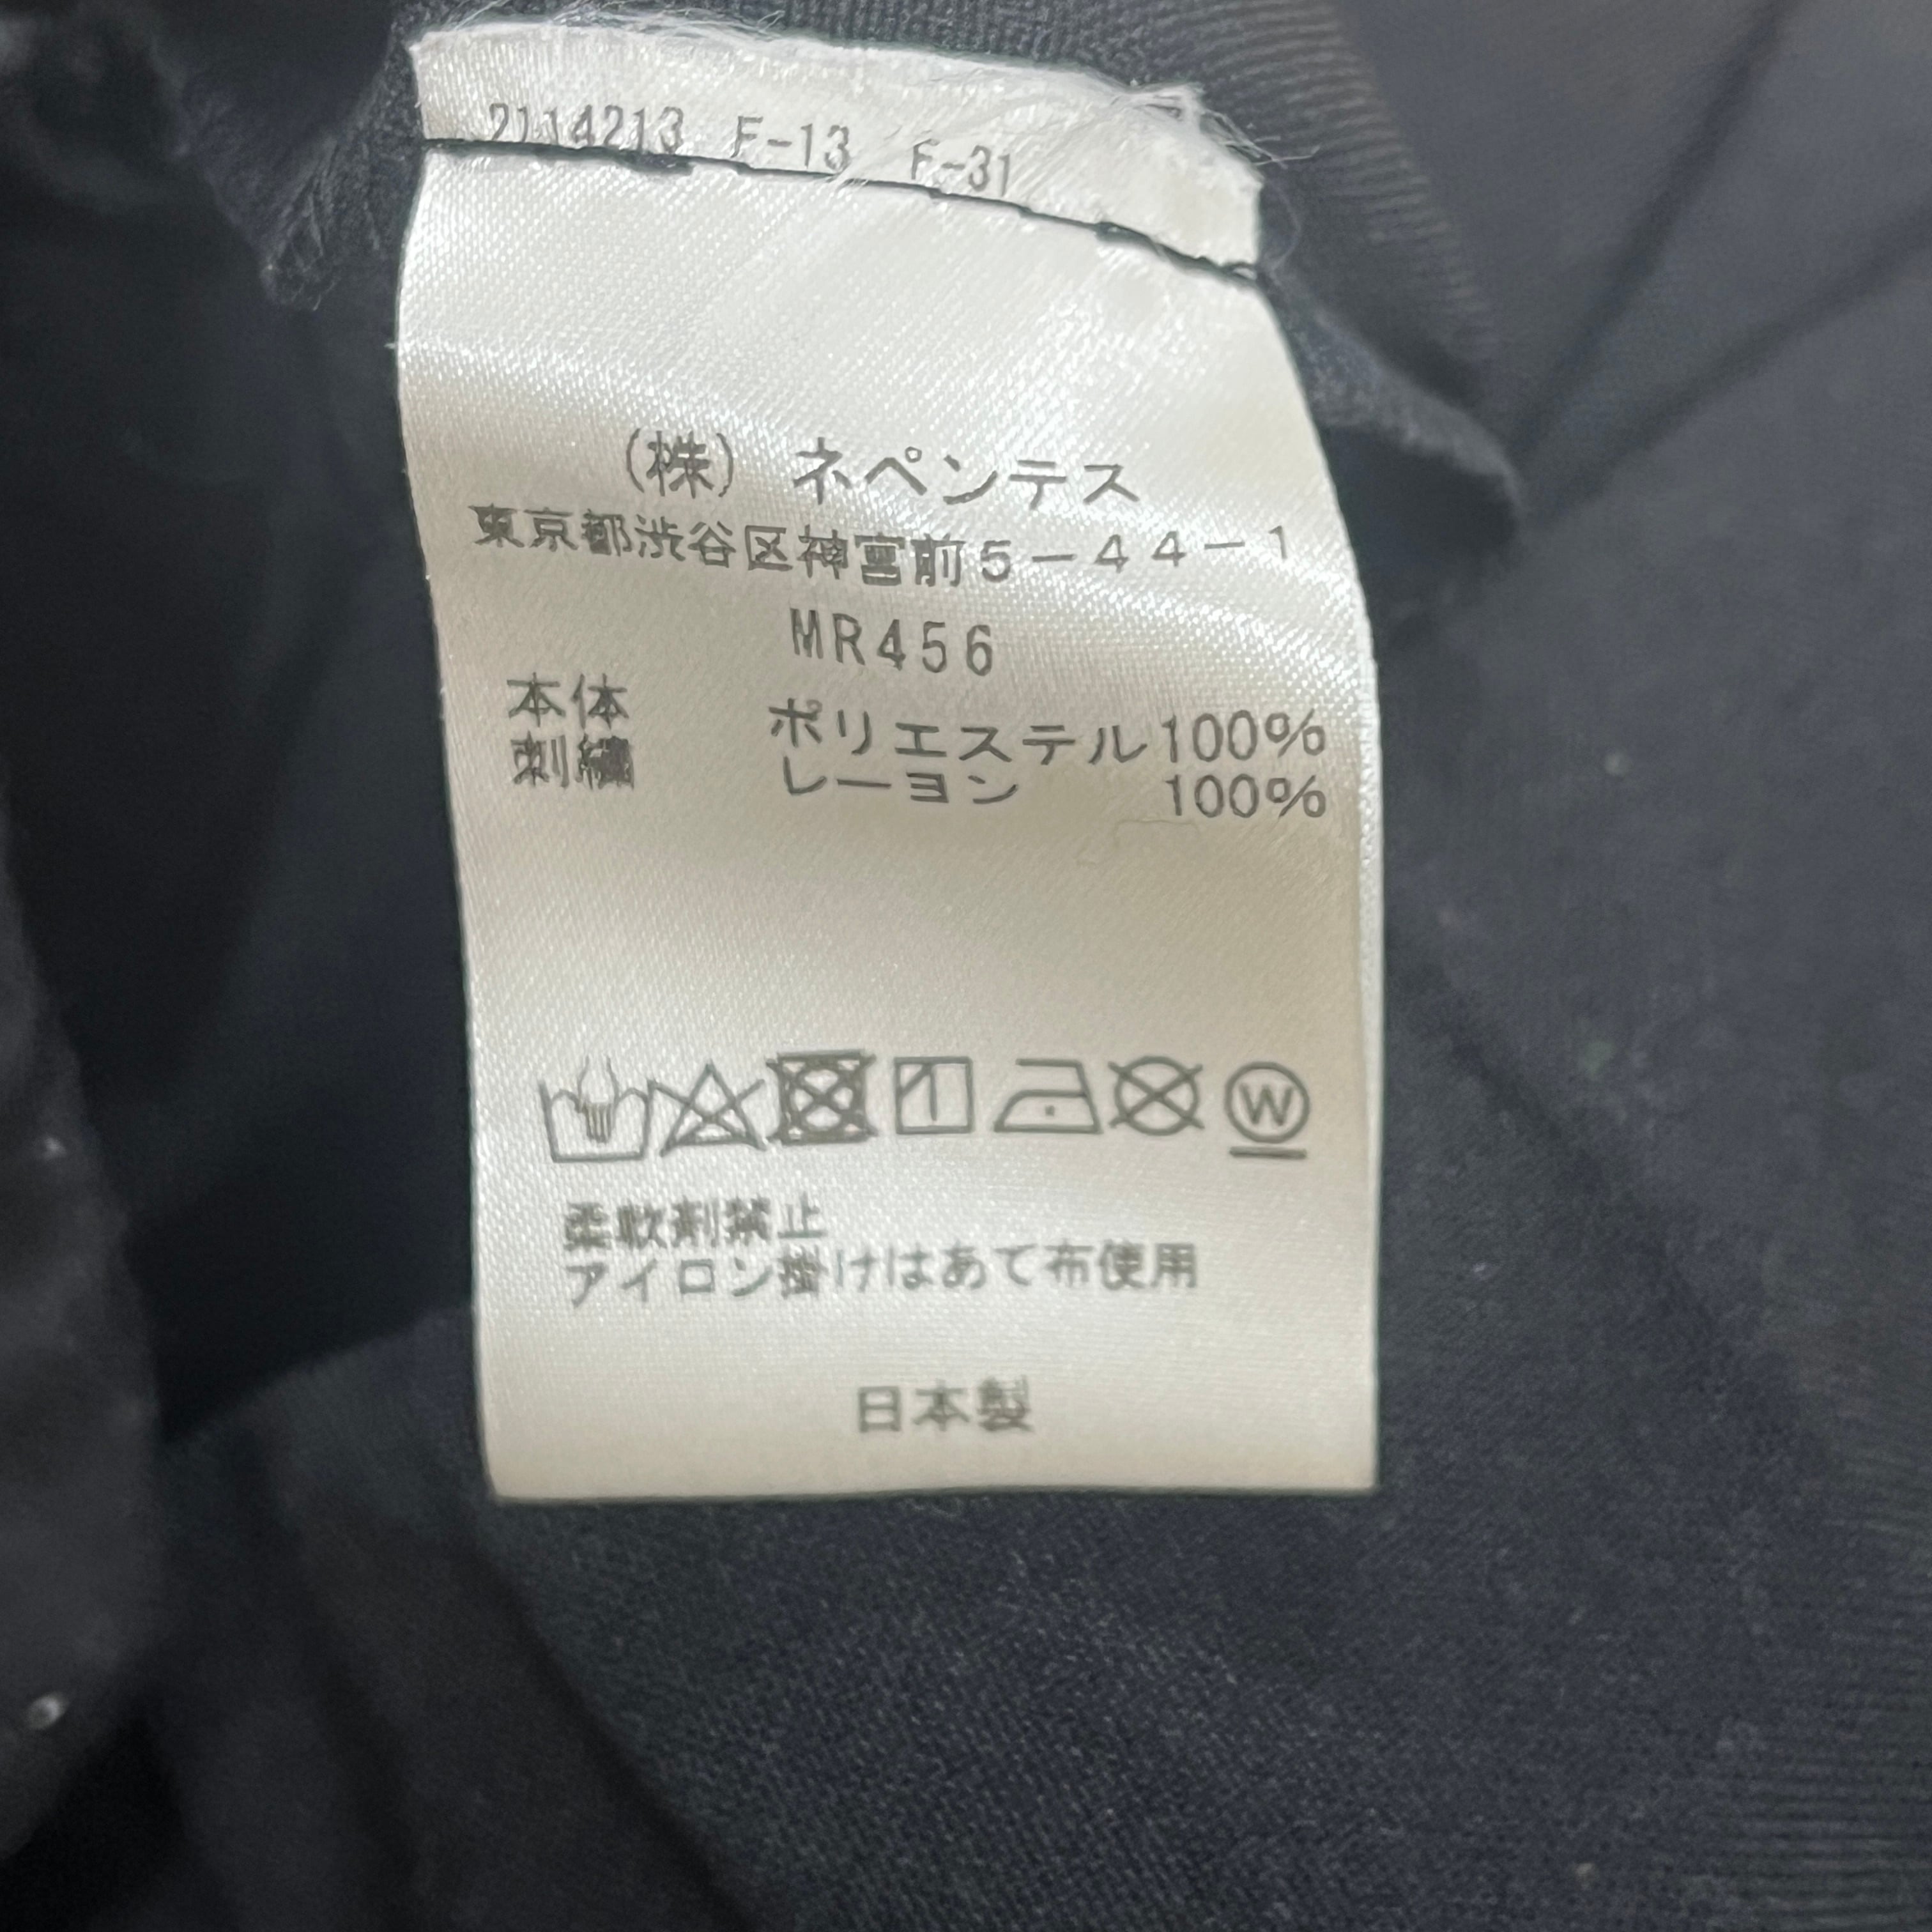 2114213 F-13 F-31
(株) ネペンテス
東京都渋谷区神宮前5-44-1
MR456
本体 ポリエステル100%
刺繍 レーヨン 100%
W
柔軟剤禁止
アイロン掛けはあて布使用
日本製